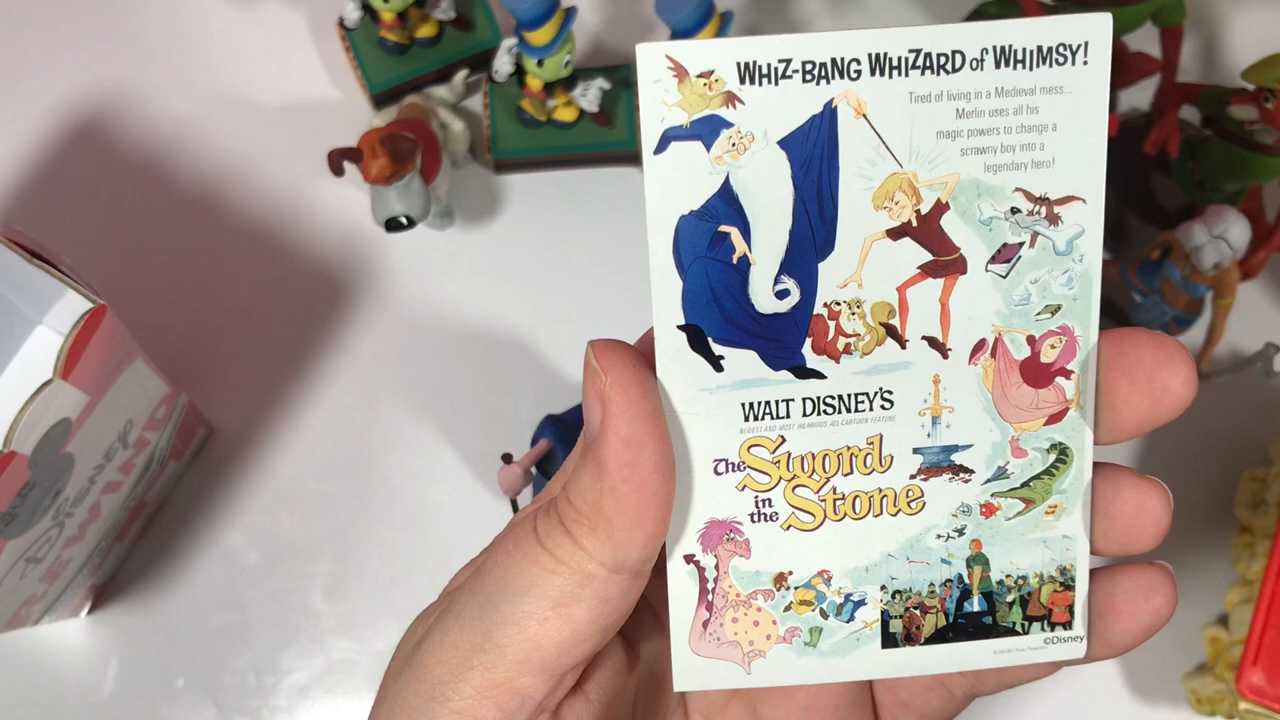 WHIZ-BANG WHIZARD of WHIMSY!
Tired of living in a Medieval mess...
Merlin uses all his
magic powers to change a
scrawny boy into a
legendary hero!
WALT DISNEY'S
NEWEST AND MOST HILARIOUS ALL-CARTOON FEATURE
The Sword
in the Stone
©Disney
Disney
REWIND